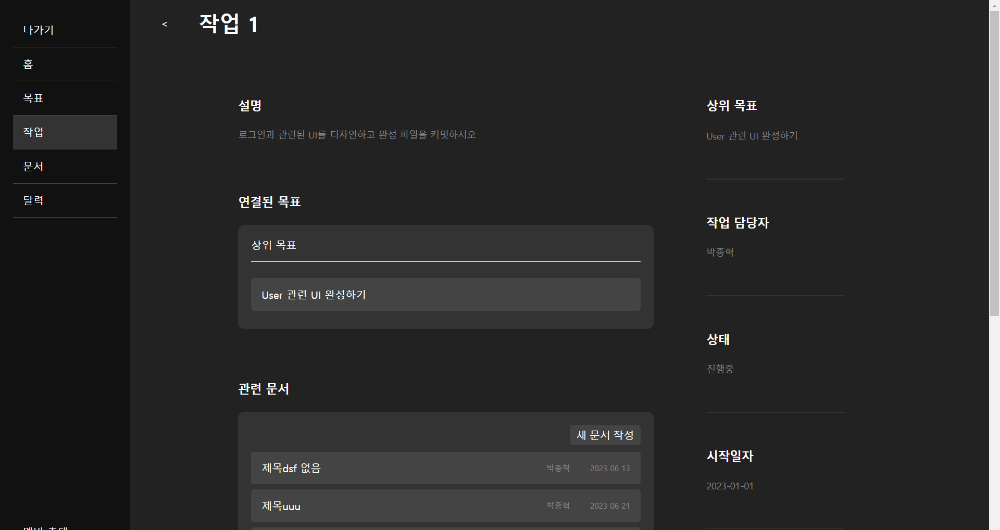 나가기
홈
목표
작업
문서
달력
<
작업 1
설명
로그인과 관련된 UI를 디자인하고 완성 파일을 커밋하시오
연결된 목표
상위 목표
User 관련 UI 완성하기
관련 문서
새 문서 작성
제목dsf 없음 박종혁 2023 06 13
제목uuu 박종혁 2023 06 21
상위 목표
User 관련 UI 완성하기
작업 담당자
박종혁
상태
진행중
시작일자
2023-01-01